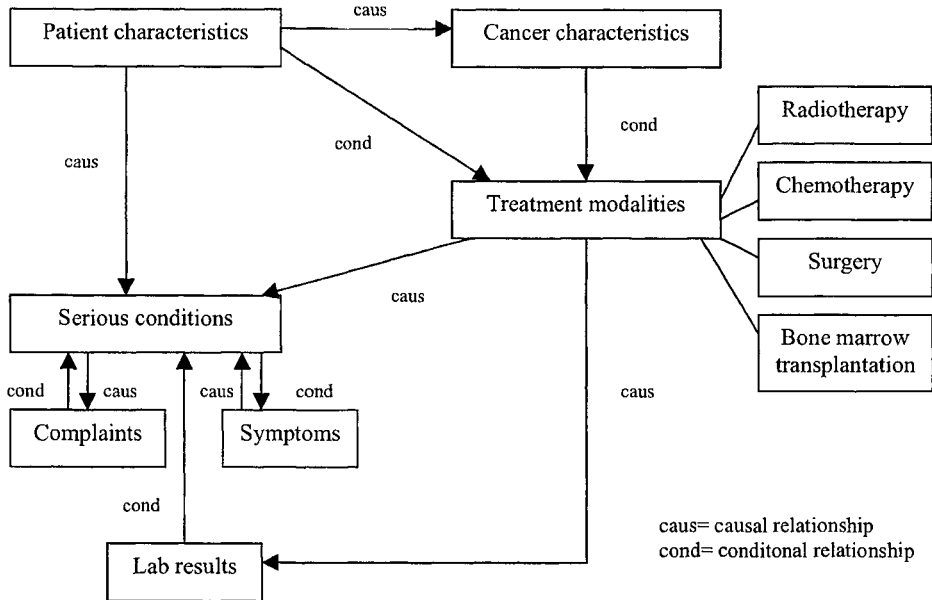 caus
Patient characteristics
Cancer characteristics
Radiotherapy
cond
cond
caus
Chemotherapy
Treatment modalities
Surgery
caus
Serious conditions
Bone marrow
transplantation
cond
caus
caus
cond
caus
Complaints
Symptoms
cond
caus= causal relationship
cond= conditonal relationship
Lab results